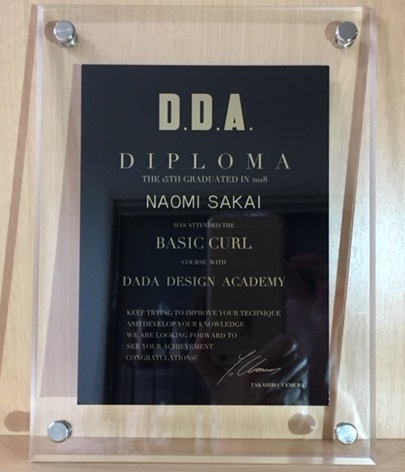 D.D.A.
DIPLOMA
THE 15TH GRADUATED IN 2018
NAOMI SAKAI
HAS ATTENDED THE
BASIC CURL
COURSE WITH
DADA DESIGN ACADEMY
KEEP TRYING TO IMPROVE YOUR TECHNIQUE
AND DEVELOP YOUR KNOWLEDGE.
WE ARE LOOKING FORWARD TO
SEE YOUR ACHIEVEMENT.
CONGRATULATIONS!
TAKAHIRO UEMURA